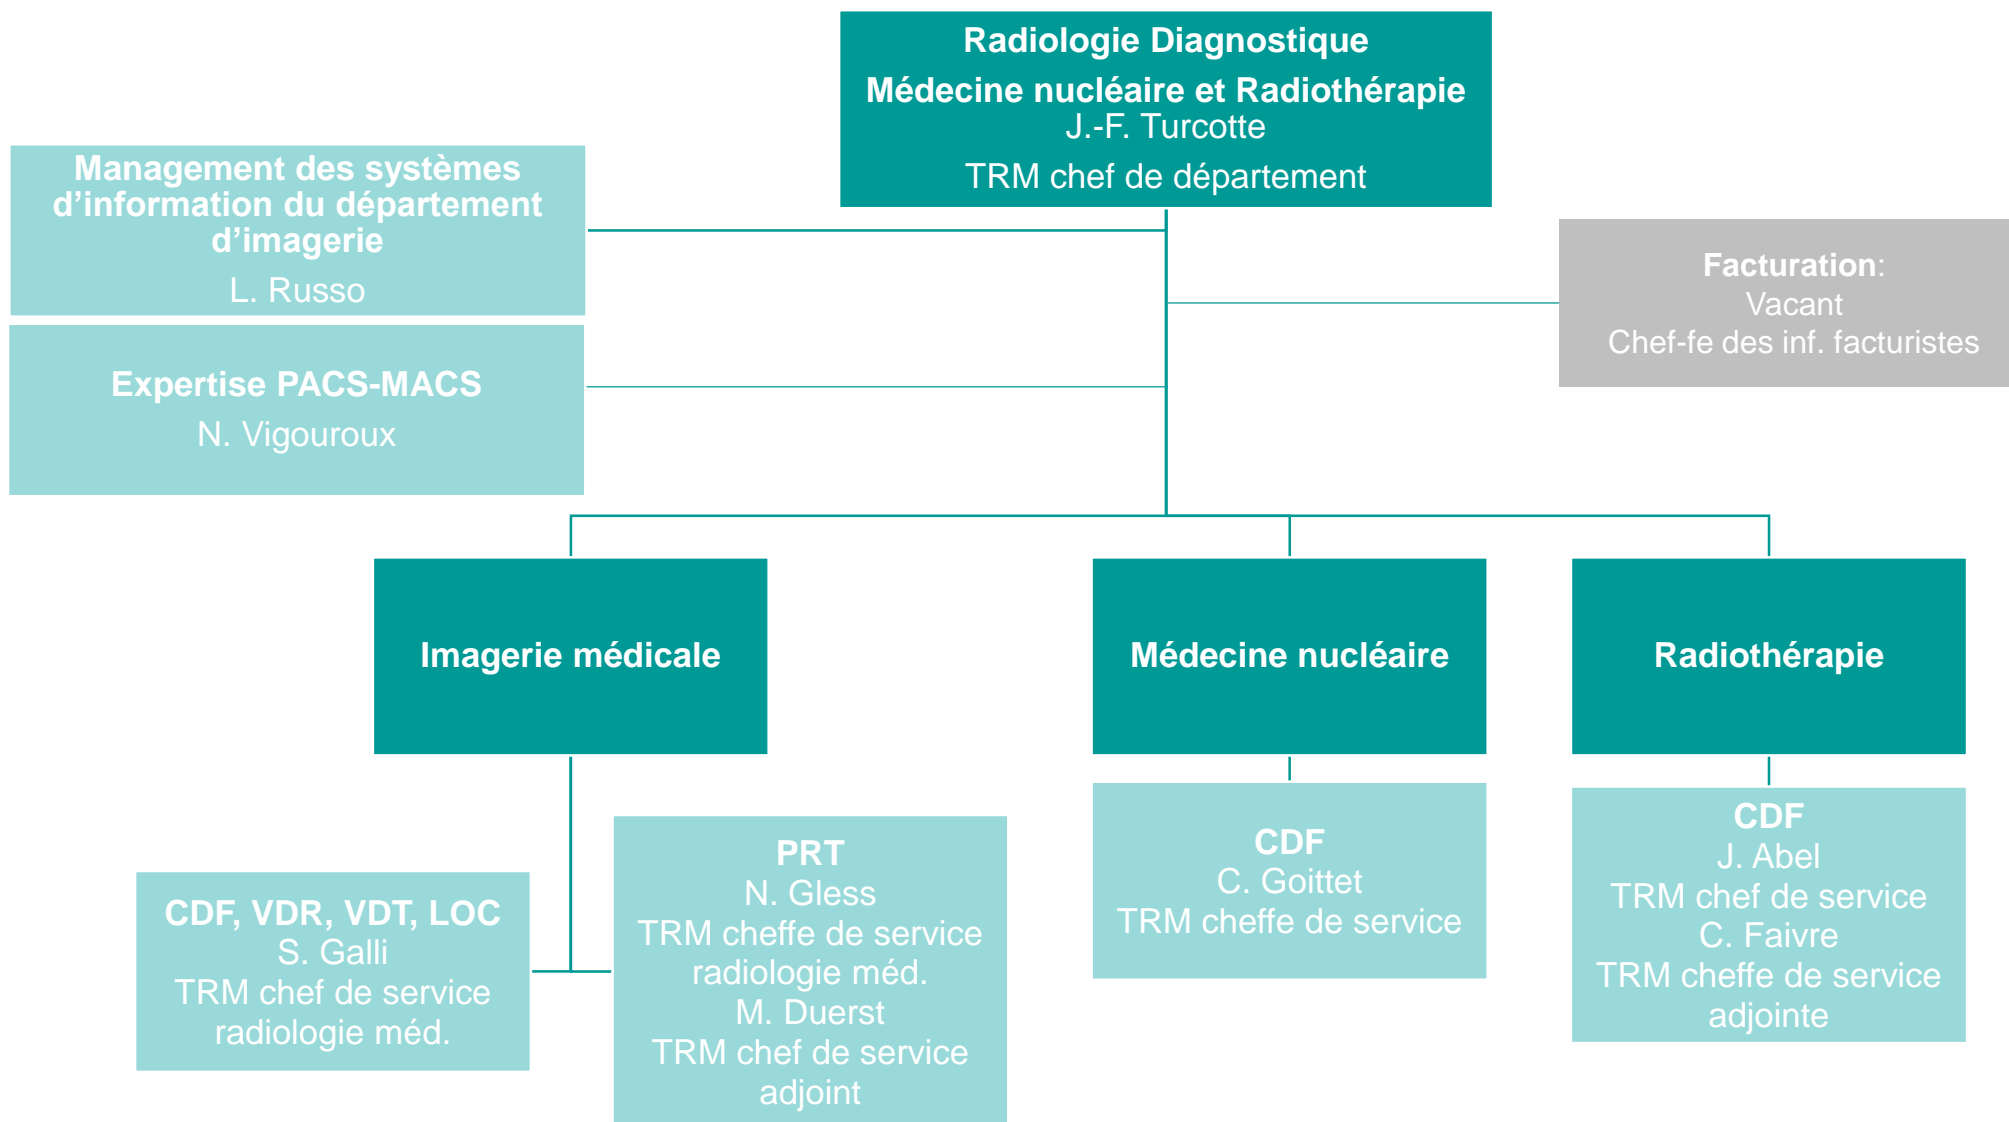 Radiologie Diagnostique
Médecine nucléaire et Radiothérapie
J.-F. Turcotte
TRM chef de département
Management des systèmes
d’information du département
d’imagerie
L. Russo
Facturation:
Vacant
Chef-fe des inf. facturistes
Expertise PACS-MACS
N. Vigouroux
Imagerie médicale
Médecine nucléaire
Radiothérapie
CDF, VDR, VDT, LOC
S. Galli
TRM chef de service
radiologie méd.
PRT
N. Gless
TRM cheffe de service
radiologie méd.
M. Duerst
TRM chef de service
adjoint
CDF
C. Goittet
TRM cheffe de service
CDF
J. Abel
TRM chef de service
C. Faivre
TRM cheffe de service
adjointe